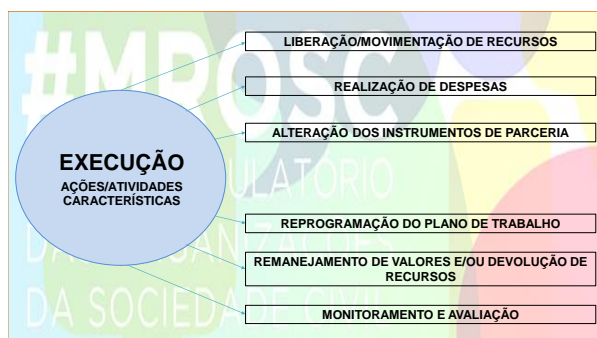 #MROSC
LIBERAÇÃO/MOVIMENTAÇÃO DE RECURSOS
REALIZAÇÃO DE DESPESAS
ALTERAÇÃO DOS INSTRUMENTOS DE PARCERIA
EXECUÇÃO
AÇÕES/ATIVIDADES
CARACTERÍSTICAS
ULATÓRIO
REPROGRAMAÇÃO DO PLANO DE TRABALHO
REMANEJAMENTO DE VALORES E/OU DEVOLUÇÃO DE
RECURSOS
DA SOCIEDADE CIVIL
MONITORAMENTO E AVALIAÇÃO